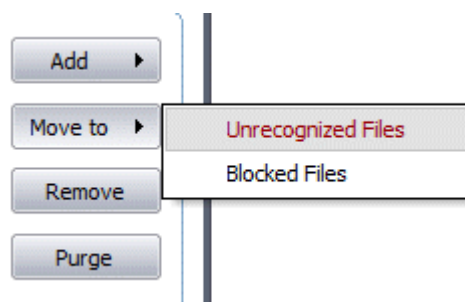 Add
Move to
Unrecognized Files
Blocked Files
Remove
Purge